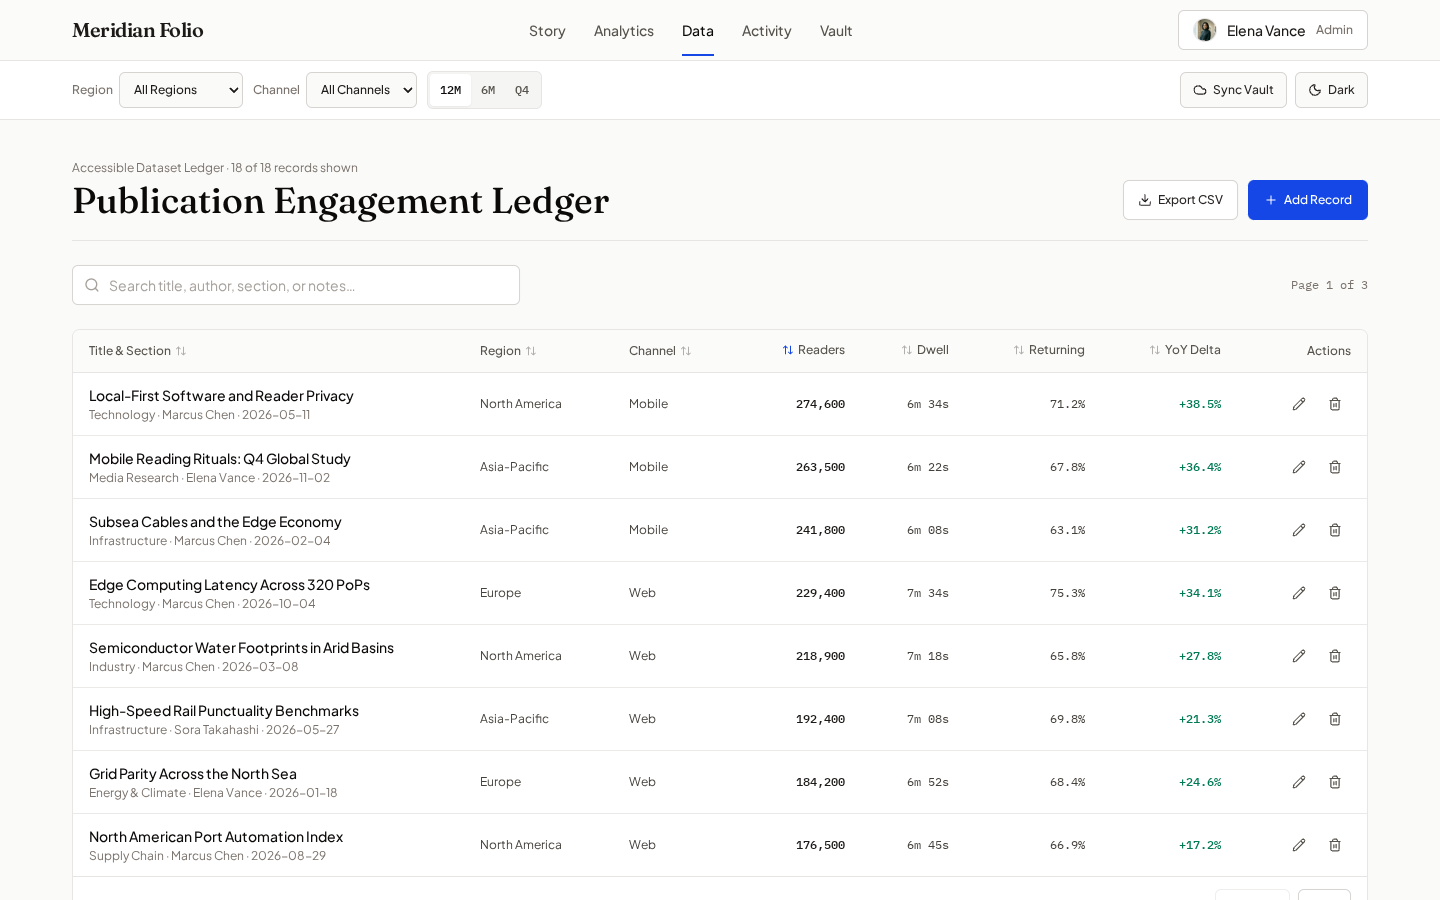 Meridian Folio
Story Analytics Data Activity Vault
Elena Vance Admin
Region All Regions Channel All Channels 12M 6M Q4
Sync Vault Dark
Accessible Dataset Ledger · 18 of 18 records shown
Publication Engagement Ledger
Export CSV Add Record
Search title, author, section, or notes...
Page 1 of 3
Title & Section Region Channel Readers Dwell Returning YoY Delta Actions
Local-First Software and Reader Privacy
Technology · Marcus Chen · 2026-05-11
North America Mobile 274,600 6m 34s 71.2% +38.5%
Mobile Reading Rituals: Q4 Global Study
Media Research · Elena Vance · 2026-11-02
Asia-Pacific Mobile 263,500 6m 22s 67.8% +36.4%
Subsea Cables and the Edge Economy
Infrastructure · Marcus Chen · 2026-02-04
Asia-Pacific Mobile 241,800 6m 08s 63.1% +31.2%
Edge Computing Latency Across 320 PoPs
Technology · Marcus Chen · 2026-10-04
Europe Web 229,400 7m 34s 75.3% +34.1%
Semiconductor Water Footprints in Arid Basins
Industry · Marcus Chen · 2026-03-08
North America Web 218,900 7m 18s 65.8% +27.8%
High-Speed Rail Punctuality Benchmarks
Infrastructure · Sora Takahashi · 2026-05-27
Asia-Pacific Web 192,400 7m 08s 69.8% +21.3%
Grid Parity Across the North Sea
Energy & Climate · Elena Vance · 2026-01-18
Europe Web 184,200 6m 52s 68.4% +24.6%
North American Port Automation Index
Supply Chain · Marcus Chen · 2026-08-29
North America Web 176,500 6m 45s 66.9% +17.2%